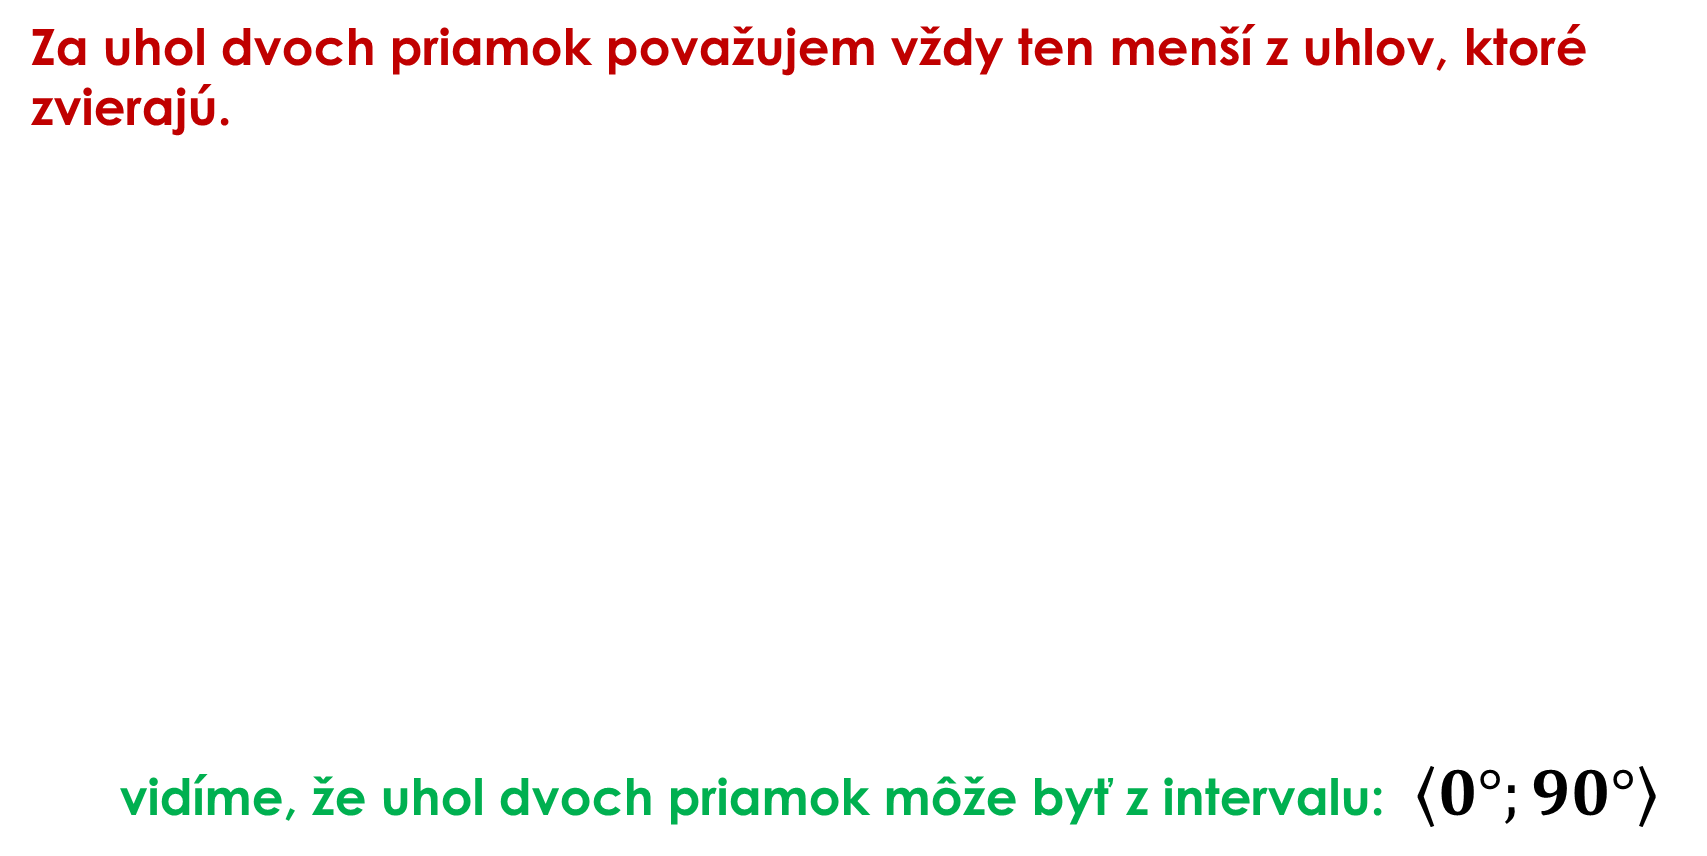 Za uhol dvoch priamok považujem vždy ten menší z uhlov, ktoré
zvierajú.
vidíme, že uhol dvoch priamok môže byť z intervalu: ⟨0°; 90°⟩